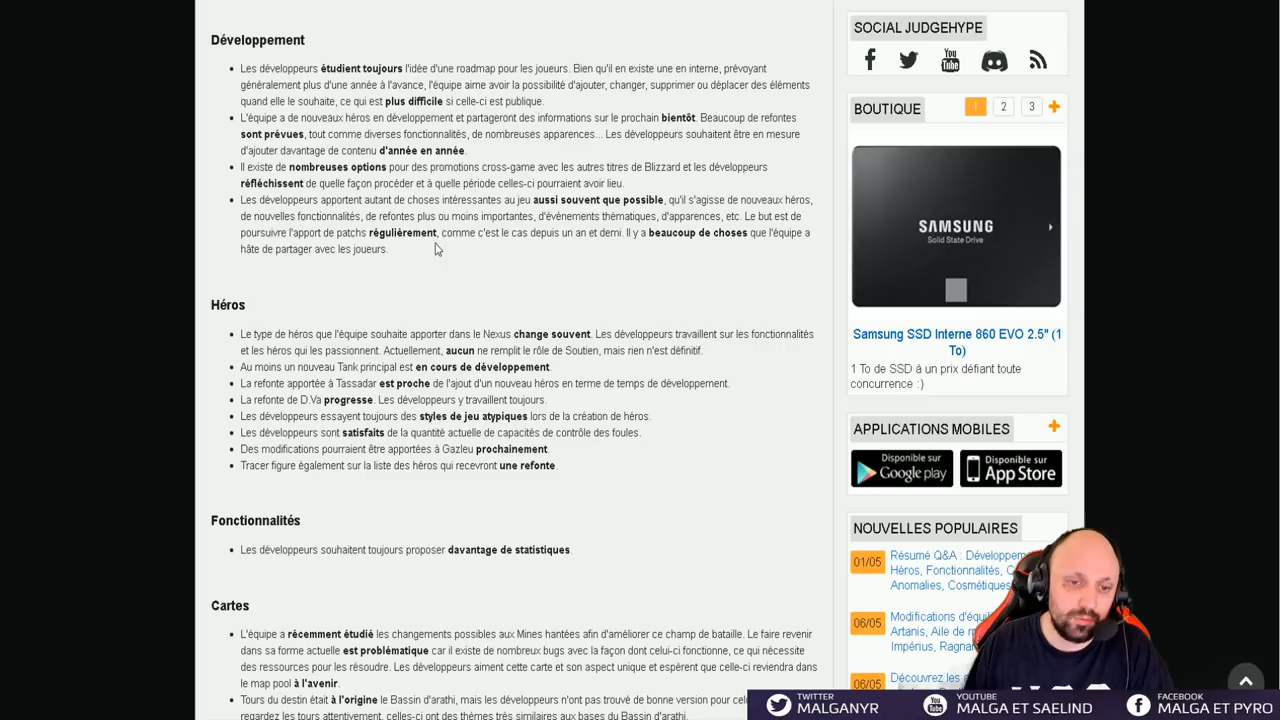 Développement
Les développeurs étudient toujours l'idée d'une roadmap pour les joueurs. Bien qu'il en existe une en interne, prévoyant
généralement plus d'une année à l'avance, l'équipe aime avoir la possibilité d'ajouter, changer, supprimer ou déplacer des éléments
quand elle le souhaite, ce qui est plus difficile si celle-ci est publique.
L'équipe a de nouveaux héros en développement et partageront des informations sur le prochain bientôt. Beaucoup de refontes
sont prévues, tout comme diverses fonctionnalités, de nombreuses apparences... Les développeurs souhaitent être en mesure
d'ajouter davantage de contenu d'année en année.
Il existe de nombreuses options pour des promotions cross-game avec les autres titres de Blizzard et les développeurs
réfléchissent de quelle façon procéder et à quelle période celles-ci pourraient avoir lieu.
Les développeurs apportent autant de choses intéressantes au jeu aussi souvent que possible, qu'il s'agisse de nouveaux héros,
de nouvelles fonctionnalités, de refontes plus ou moins importantes, d'événements thématiques, d'apparences, etc. Le but est de
poursuivre l'apport de patchs régulièrement, comme c'est le cas depuis un an et demi. Il y a beaucoup de choses que l'équipe a
hâte de partager avec les joueurs.
Héros
Le type de héros que l'équipe souhaite apporter dans le Nexus change souvent. Les développeurs travaillent sur les fonctionnalités
et les héros qui les passionnent. Actuellement, aucun ne remplit le rôle de Soutien, mais rien n'est définitif.
Au moins un nouveau Tank principal est en cours de développement.
La refonte apportée à Tassadar est proche de l'ajout d'un nouveau héros en terme de temps de développement.
La refonte de D.Va progresse. Les développeurs y travaillent toujours.
Les développeurs essayent toujours des styles de jeu atypiques lors de la création de héros.
Les développeurs sont satisfaits de la quantité actuelle de capacités de contrôle des foules.
Des modifications pourraient être apportées à Gazleu prochainement.
Tracer figure également sur la liste des héros qui recevront une refonte.
Fonctionnalités
Les développeurs souhaitent toujours proposer davantage de statistiques.
Cartes
L'équipe a récemment étudié les changements possibles aux Mines hantées afin d'améliorer ce champ de bataille. Le faire revenir
dans sa forme actuelle est problématique car il existe de nombreux bugs avec la façon dont celui-ci fonctionne, ce qui nécessite
des ressources pour les résoudre. Les développeurs aiment cette carte et son aspect unique et espèrent que celle-ci reviendra dans
le map pool à l'avenir.
Tours du destin était à l'origine le Bassin d'arathi, mais les développeurs n'ont pas trouvé de bonne version pour
regardez les tours attentivement, celles-ci ont des thèmes très similaires aux bases du Bassin d'arathi.
SOCIAL JUDGEHYPE
You
Tube
BOUTIQUE
1 2 3
SAMSUNG
Solid State Drive
Samsung SSD Interne 860 EVO 2.5" (1
To)
1 To de SSD à un prix défiant toute
concurrence :)
APPLICATIONS MOBILES
Disponible sur
Google play
Disponible sur
App Store
NOUVELLES POPULAIRES
01/05
Résumé Q&A :
Héros, Fonctionnalités,
Anomalies, Cosmétiques
06/05
Modifications
Artanis, Aile de
Impérius,
06/05
Découvrez les
TWITTER
MALGANYR
YOUTUBE
MALGA ET SAELIND
FACEBOOK
MALGA ET PYRO